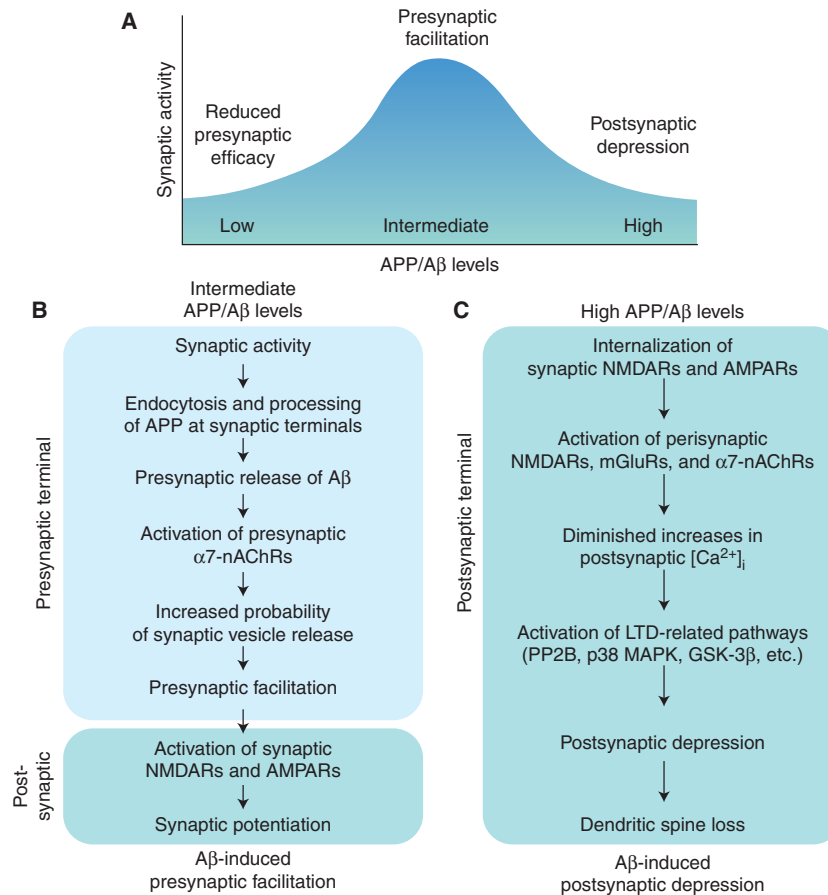 A
Presynaptic
facilitation
Synaptic activity
Reduced
presynaptic
efficacy
Postsynaptic
depression
Low
Intermediate
High
APP/Aβ levels
B
Intermediate
APP/Aβ levels
Presynaptic terminal
Synaptic activity
Endocytosis and processing
of APP at synaptic terminals
Presynaptic release of Aβ
Activation of presynaptic
α7-nAChRs
Increased probability
of synaptic vesicle release
Presynaptic facilitation
Post-
synaptic
Activation of synaptic
NMDARs and AMPARs
Synaptic potentiation
Aβ-induced
presynaptic facilitation
C
High APP/Aβ levels
Postsynaptic terminal
Internalization of
synaptic NMDARs and AMPARs
Activation of perisynaptic
NMDARs, mGluRs, and α7-nAChRs
Diminished increases in
postsynaptic [Ca²⁺]ᵢ
Activation of LTD-related pathways
(PP2B, p38 MAPK, GSK-3β, etc.)
Postsynaptic depression
Dendritic spine loss
Aβ-induced
postsynaptic depression